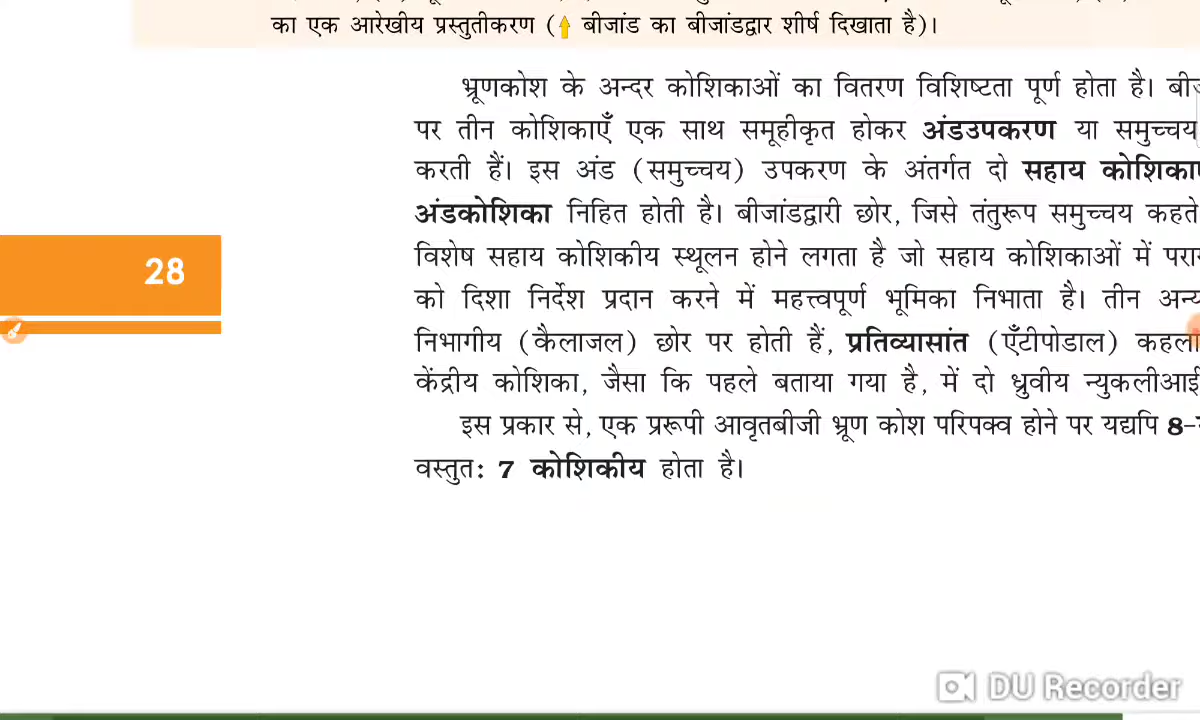 का एक आरेखीय प्रस्तुतीकरण ( बीजांड का बीजांडद्वार शीर्ष दिखाता है)।
भ्रूणकोश के अन्दर कोशिकाओं का वितरण विशिष्टता पूर्ण होता है।
पर तीन कोशिकाएँ एक साथ समूहीकृत होकर अंडउपकरण या समुच्चय
करती हैं। इस अंड (समुच्चय) उपकरण के अंतर्गत दो सहाय
अंडकोशिका निहित होती है। बीजांडद्वारी छोर, जिसे तंतुरूप समुच्चय कहते
विशेष सहाय कोशिकीय स्थूलन होने लगता है जो सहाय कोशिकाओं में
28
को दिशा निर्देश प्रदान करने में महत्त्वपूर्ण भूमिका निभाता है। तीन
निभागीय (कैलाजल) छोर पर होती हैं, प्रतिव्यासांत (एँटीपोडाल)
केंद्रीय कोशिका, जैसा कि पहले बताया गया है, में दो ध्रुवीय न्युकलीआई
इस प्रकार से, एक प्ररूपी आवृतबीजी भ्रूण कोश परिपक्व होने पर यद्यपि 8-
वस्तुत: 7 कोशिकीय होता है।
DU Recorder